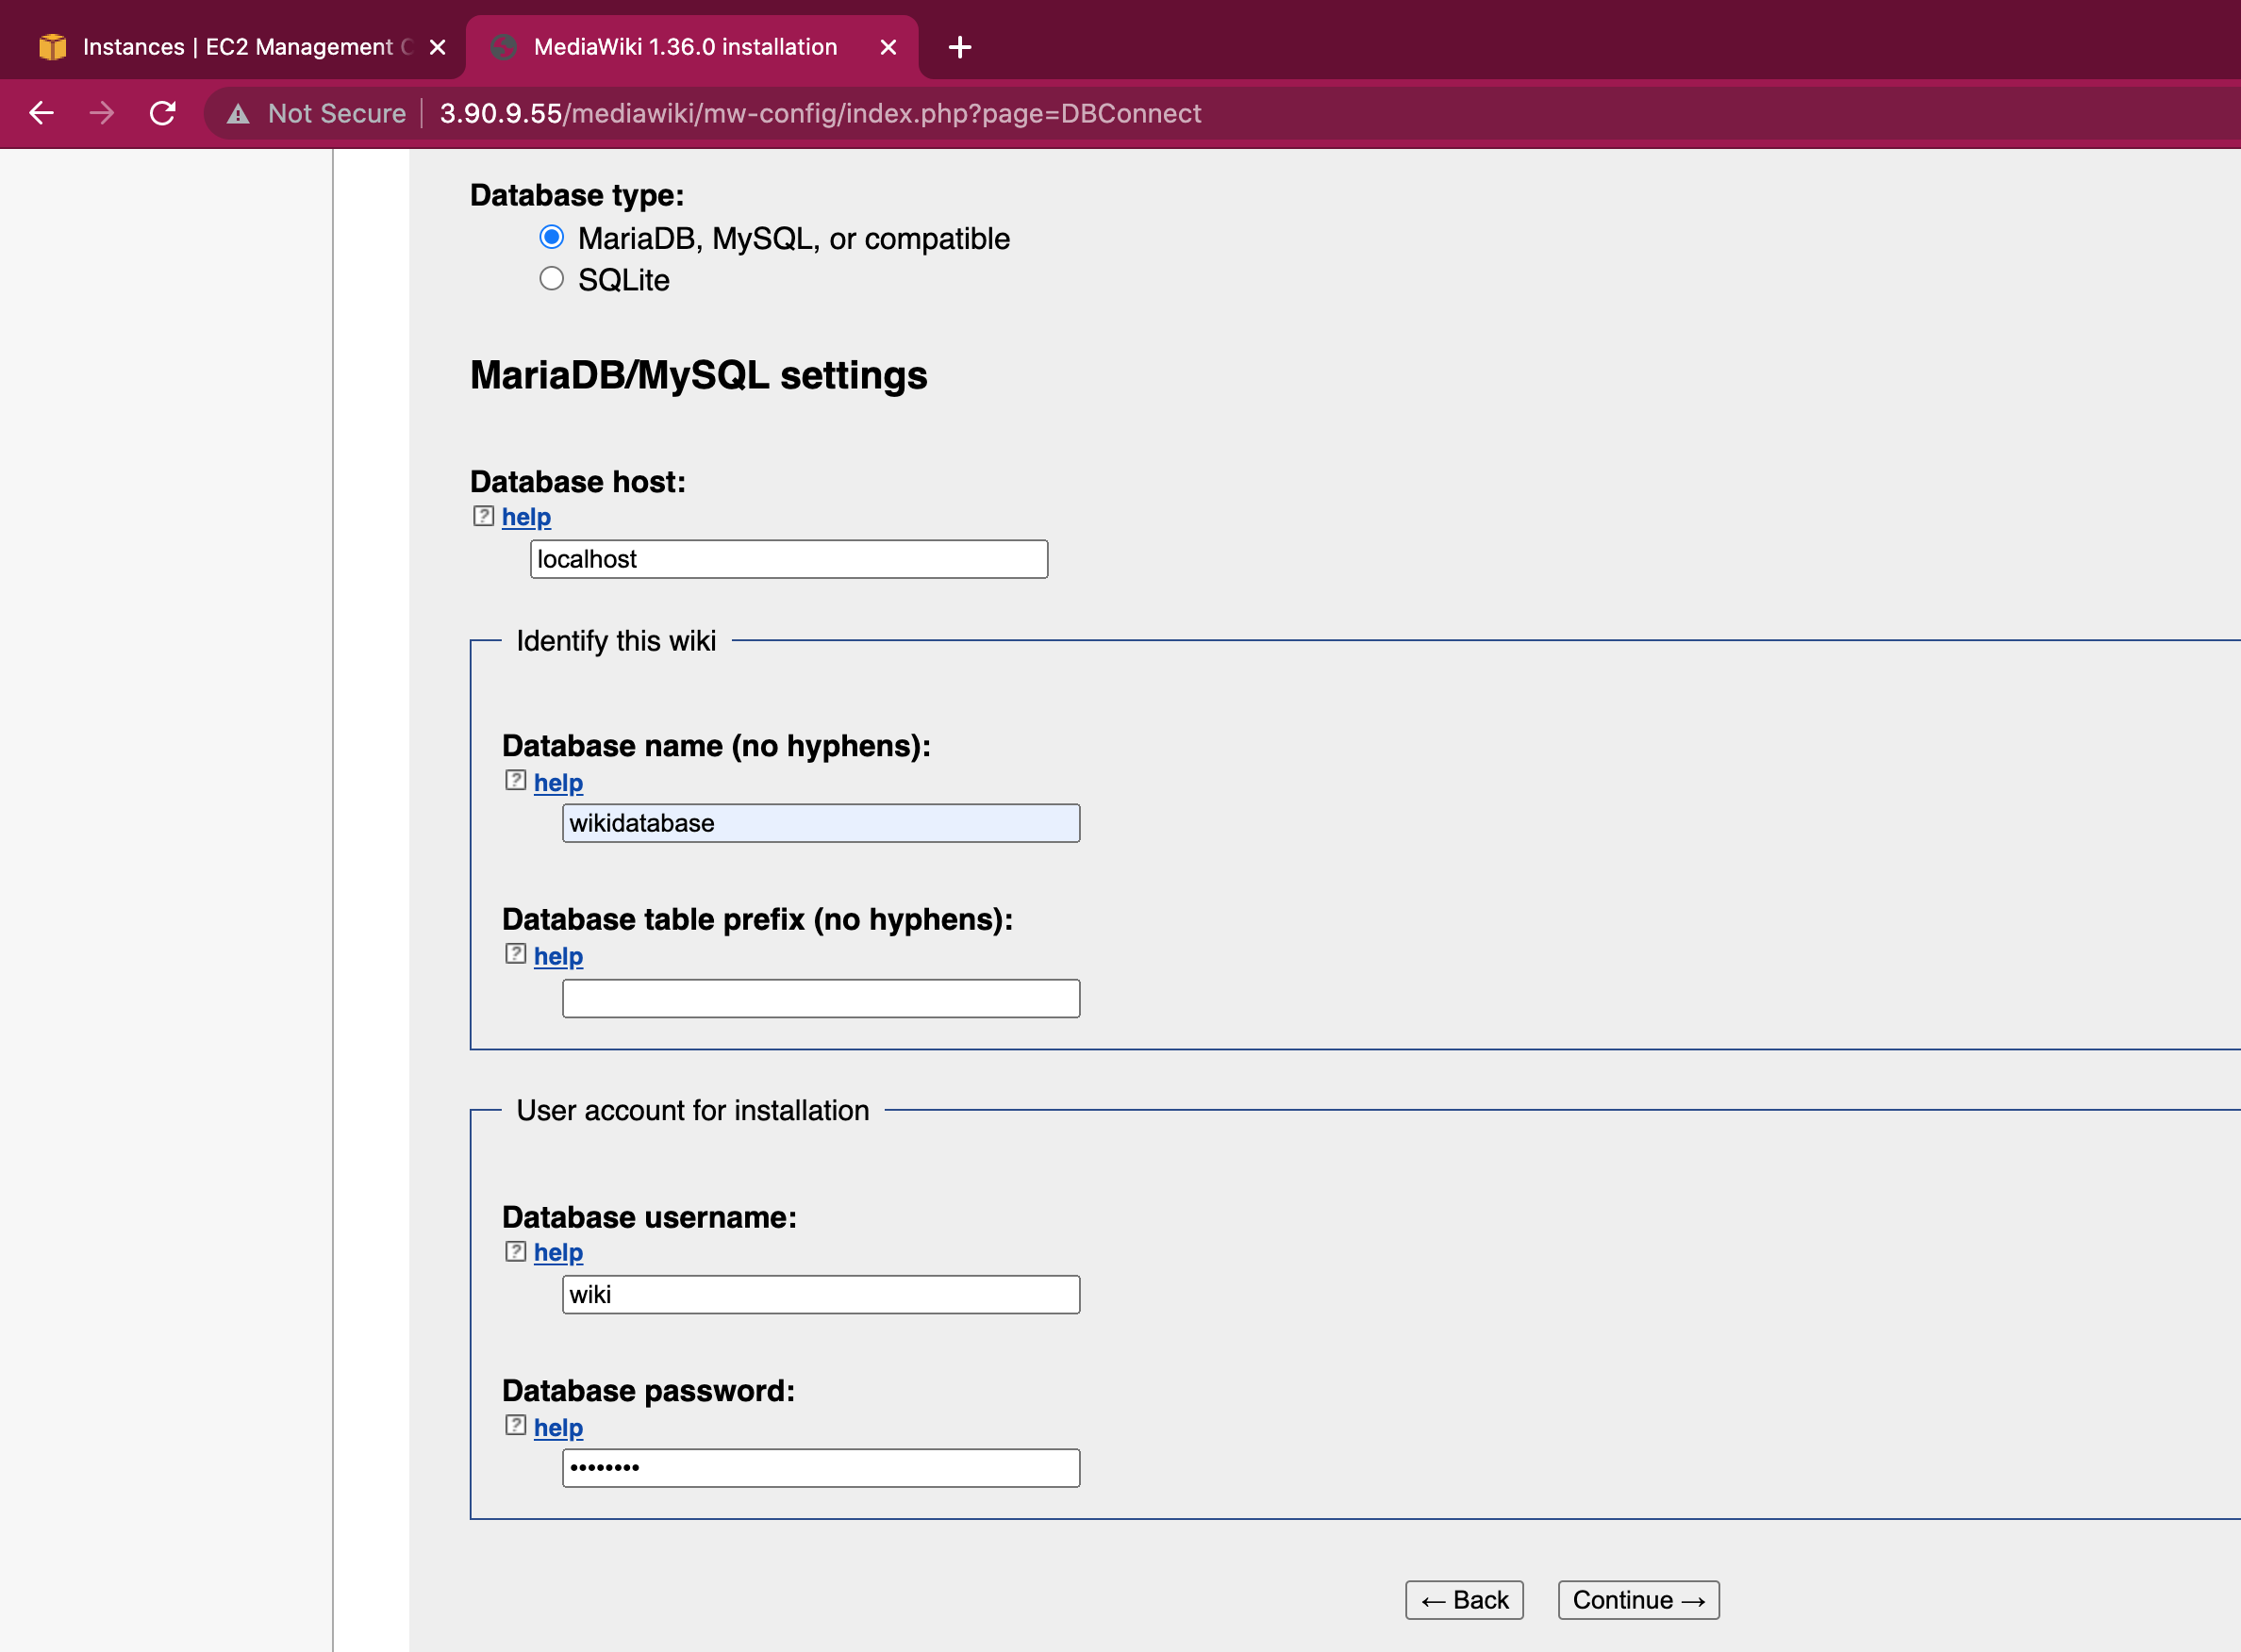 Instances | EC2 Management C
MediaWiki 1.36.0 installation
Not Secure
3.90.9.55/mediawiki/mw-config/index.php?page=DBConnect
Database type:
MariaDB, MySQL, or compatible
SQLite
MariaDB/MySQL settings
Database host:
? help
localhost
Identify this wiki
Database name (no hyphens):
? help
wikidatabase
Database table prefix (no hyphens):
? help
User account for installation
Database username:
? help
wiki
Database password:
? help
••••••••
← Back
Continue →